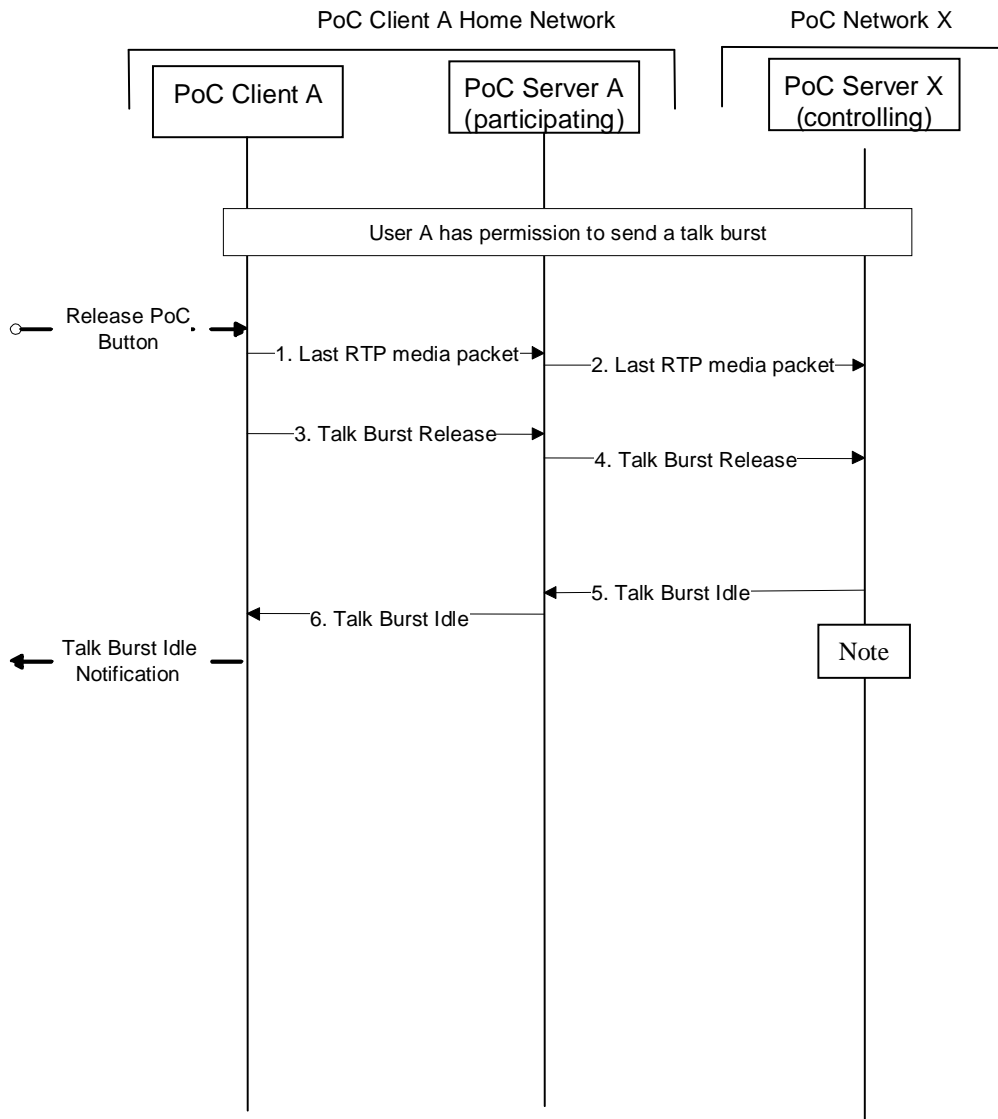 PoC Client A Home Network
PoC Network X
PoC Client A
PoC Server A
(participating)
PoC Server X
(controlling)
User A has permission to send a talk burst
Release PoC
Button
1. Last RTP media packet
2. Last RTP media packet
3. Talk Burst Release
4. Talk Burst Release
5. Talk Burst Idle
6. Talk Burst Idle
Talk Burst Idle
Notification
Note